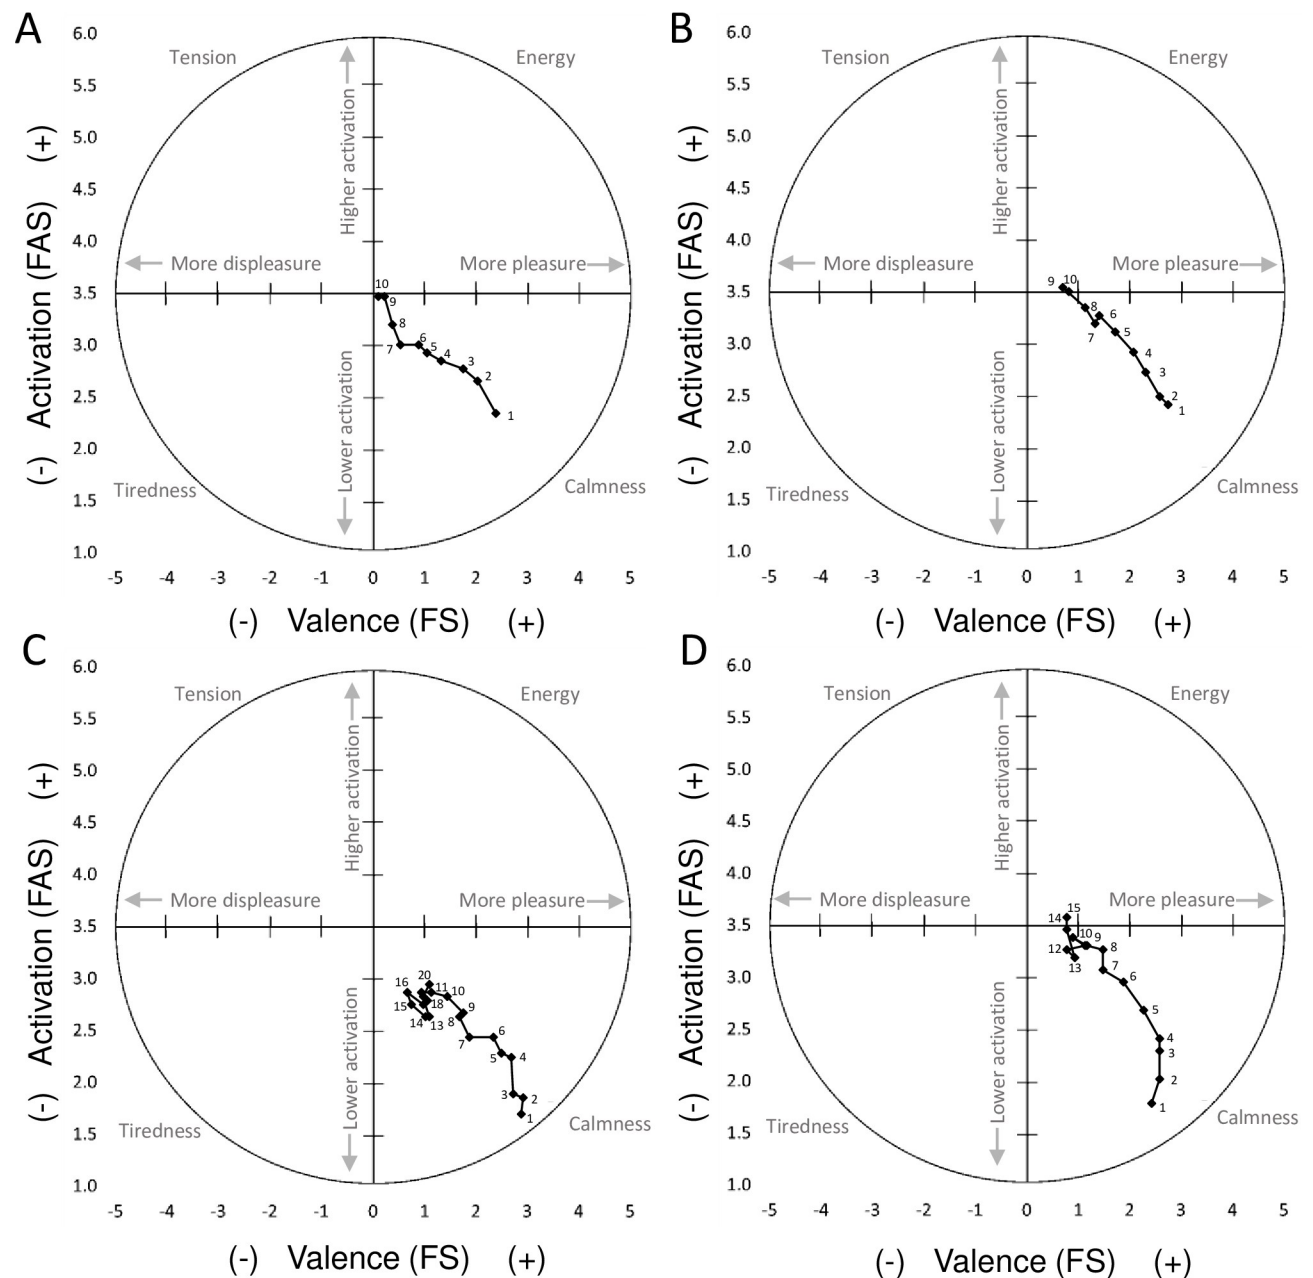 A
6.0
5.5
5.0
4.5
4.0
3.5
3.0
2.5
2.0
1.5
1.0
(-) Activation (FAS) (+)
Tension
Energy
Higher activation
More displeasure
More pleasure
Lower activation
Tiredness
Calmness
10
9
8
7
6
5
4
3
2
1
-5 -4 -3 -2 -1 0 1 2 3 4 5
(-) Valence (FS) (+)
B
6.0
5.5
5.0
4.5
4.0
3.5
3.0
2.5
2.0
1.5
1.0
(-) Activation (FAS) (+)
Tension
Energy
Higher activation
More displeasure
More pleasure
Lower activation
Tiredness
Calmness
9
10
8
6
7
5
4
3
2
1
-5 -4 -3 -2 -1 0 1 2 3 4 5
(-) Valence (FS) (+)
C
6.0
5.5
5.0
4.5
4.0
3.5
3.0
2.5
2.0
1.5
1.0
(-) Activation (FAS) (+)
Tension
Energy
Higher activation
More displeasure
More pleasure
Lower activation
Tiredness
Calmness
20
16
11
10
15
18
9
14
13
8
7
6
5
4
3
2
1
-5 -4 -3 -2 -1 0 1 2 3 4 5
(-) Valence (FS) (+)
D
6.0
5.5
5.0
4.5
4.0
3.5
3.0
2.5
2.0
1.5
1.0
(-) Activation (FAS) (+)
Tension
Energy
Higher activation
More displeasure
More pleasure
Lower activation
Tiredness
Calmness
15
14
10
9
12
8
13
7
6
5
4
3
2
1
-5 -4 -3 -2 -1 0 1 2 3 4 5
(-) Valence (FS) (+)